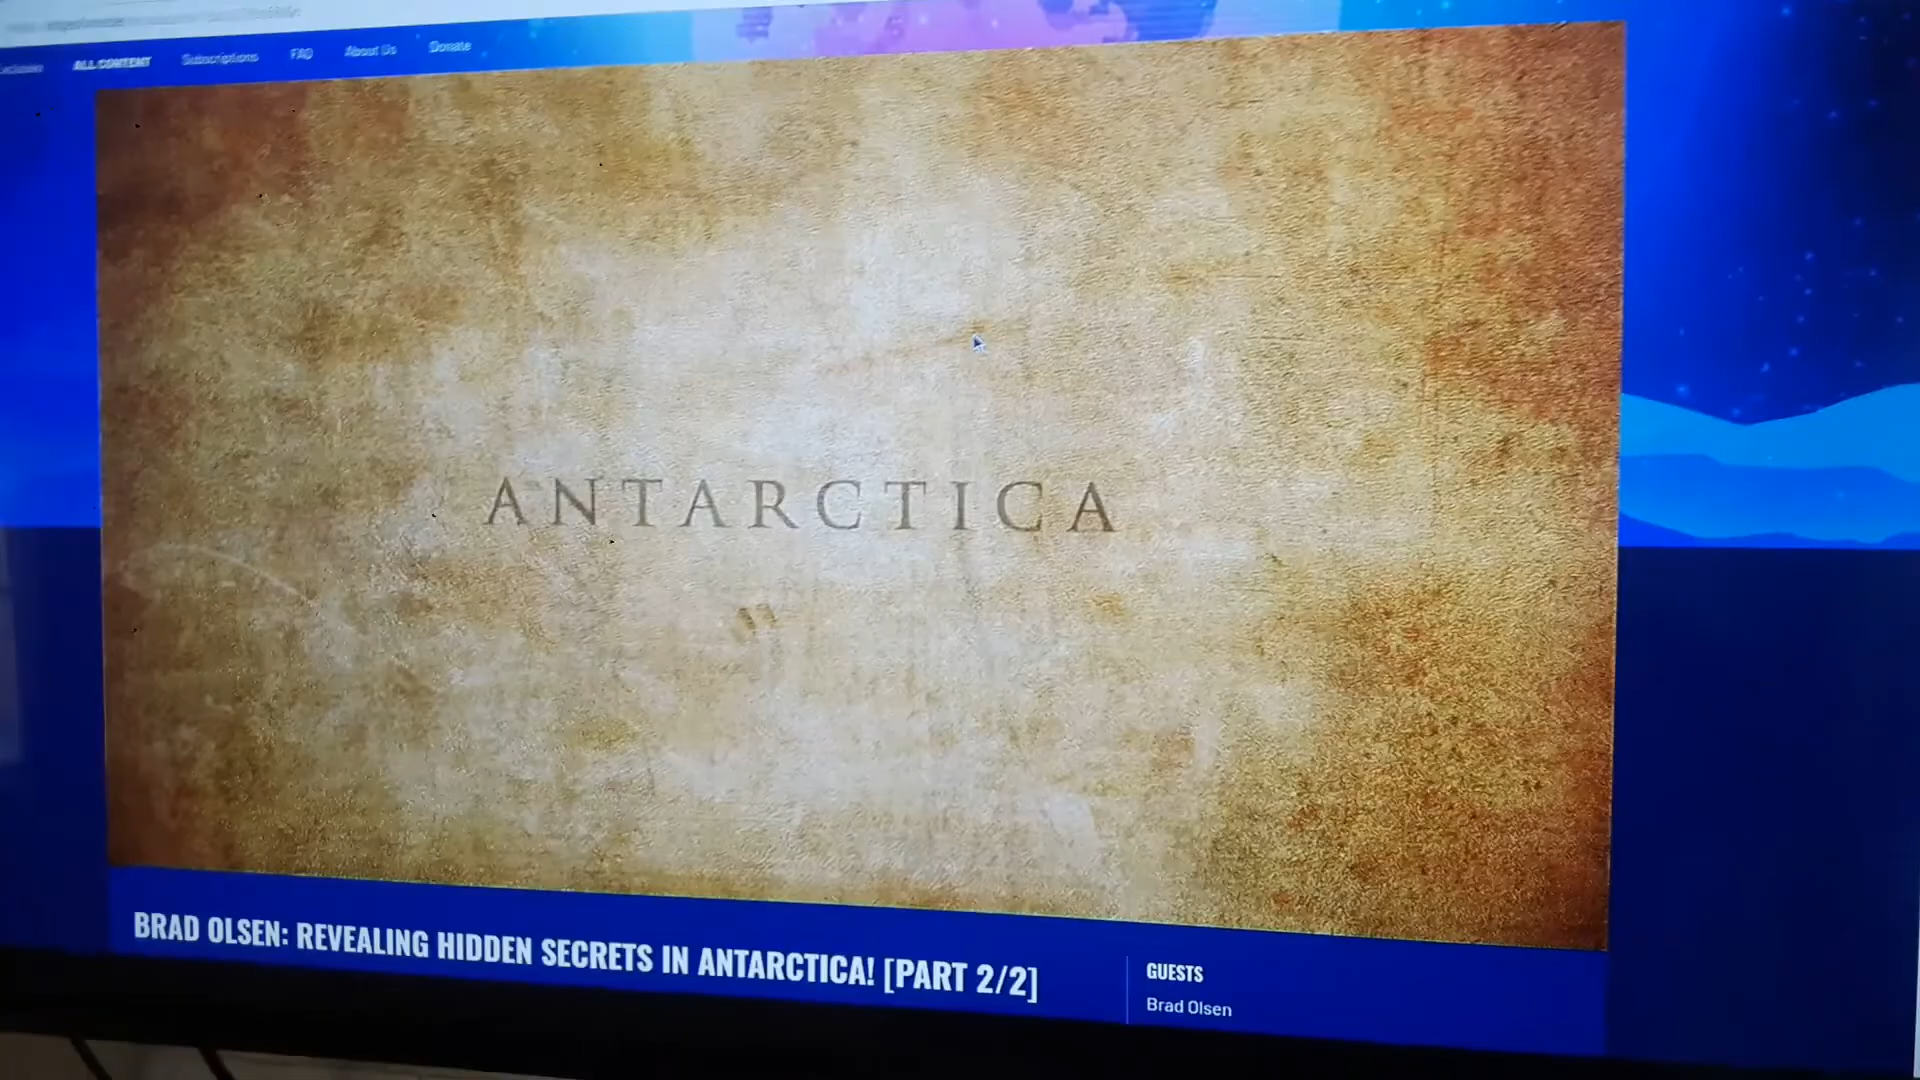 ALL CONTENT
Subscriptions
FAQ
About Us
Donate
ANTARCTICA
BRAD OLSEN: REVEALING HIDDEN SECRETS IN ANTARCTICA! [PART 2/2]
GUESTS
Brad Olsen